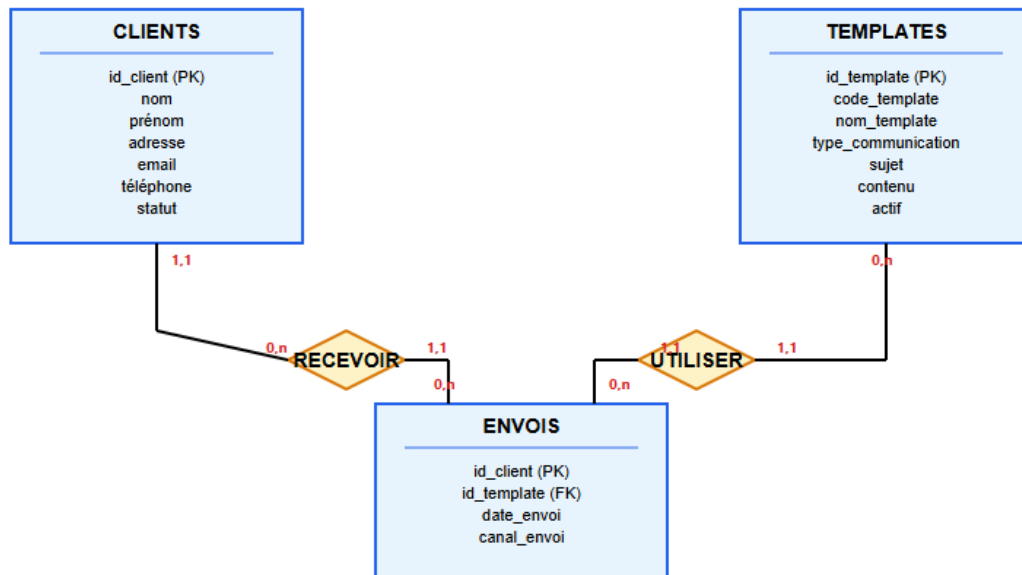 CLIENTS
id_client (PK)
nom
prénom
adresse
email
téléphone
statut
TEMPLATES
id_template (PK)
code_template
nom_template
type_communication
sujet
contenu
actif
1,1
0,n
0,n
RECEVOIR
1,1
1,1
UTILISER
1,1
0,n
0,n
ENVOIS
id_client (PK)
id_template (FK)
date_envoi
canal_envoi